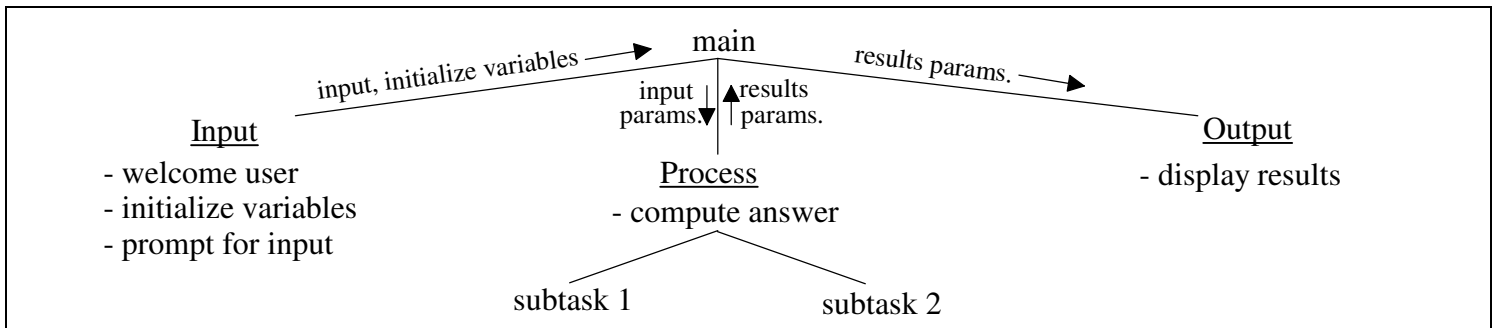 main
input, initialize variables
results params.
input
params.
results
params.
Input
- welcome user
- initialize variables
- prompt for input
Process
- compute answer
Output
- display results
subtask 1
subtask 2